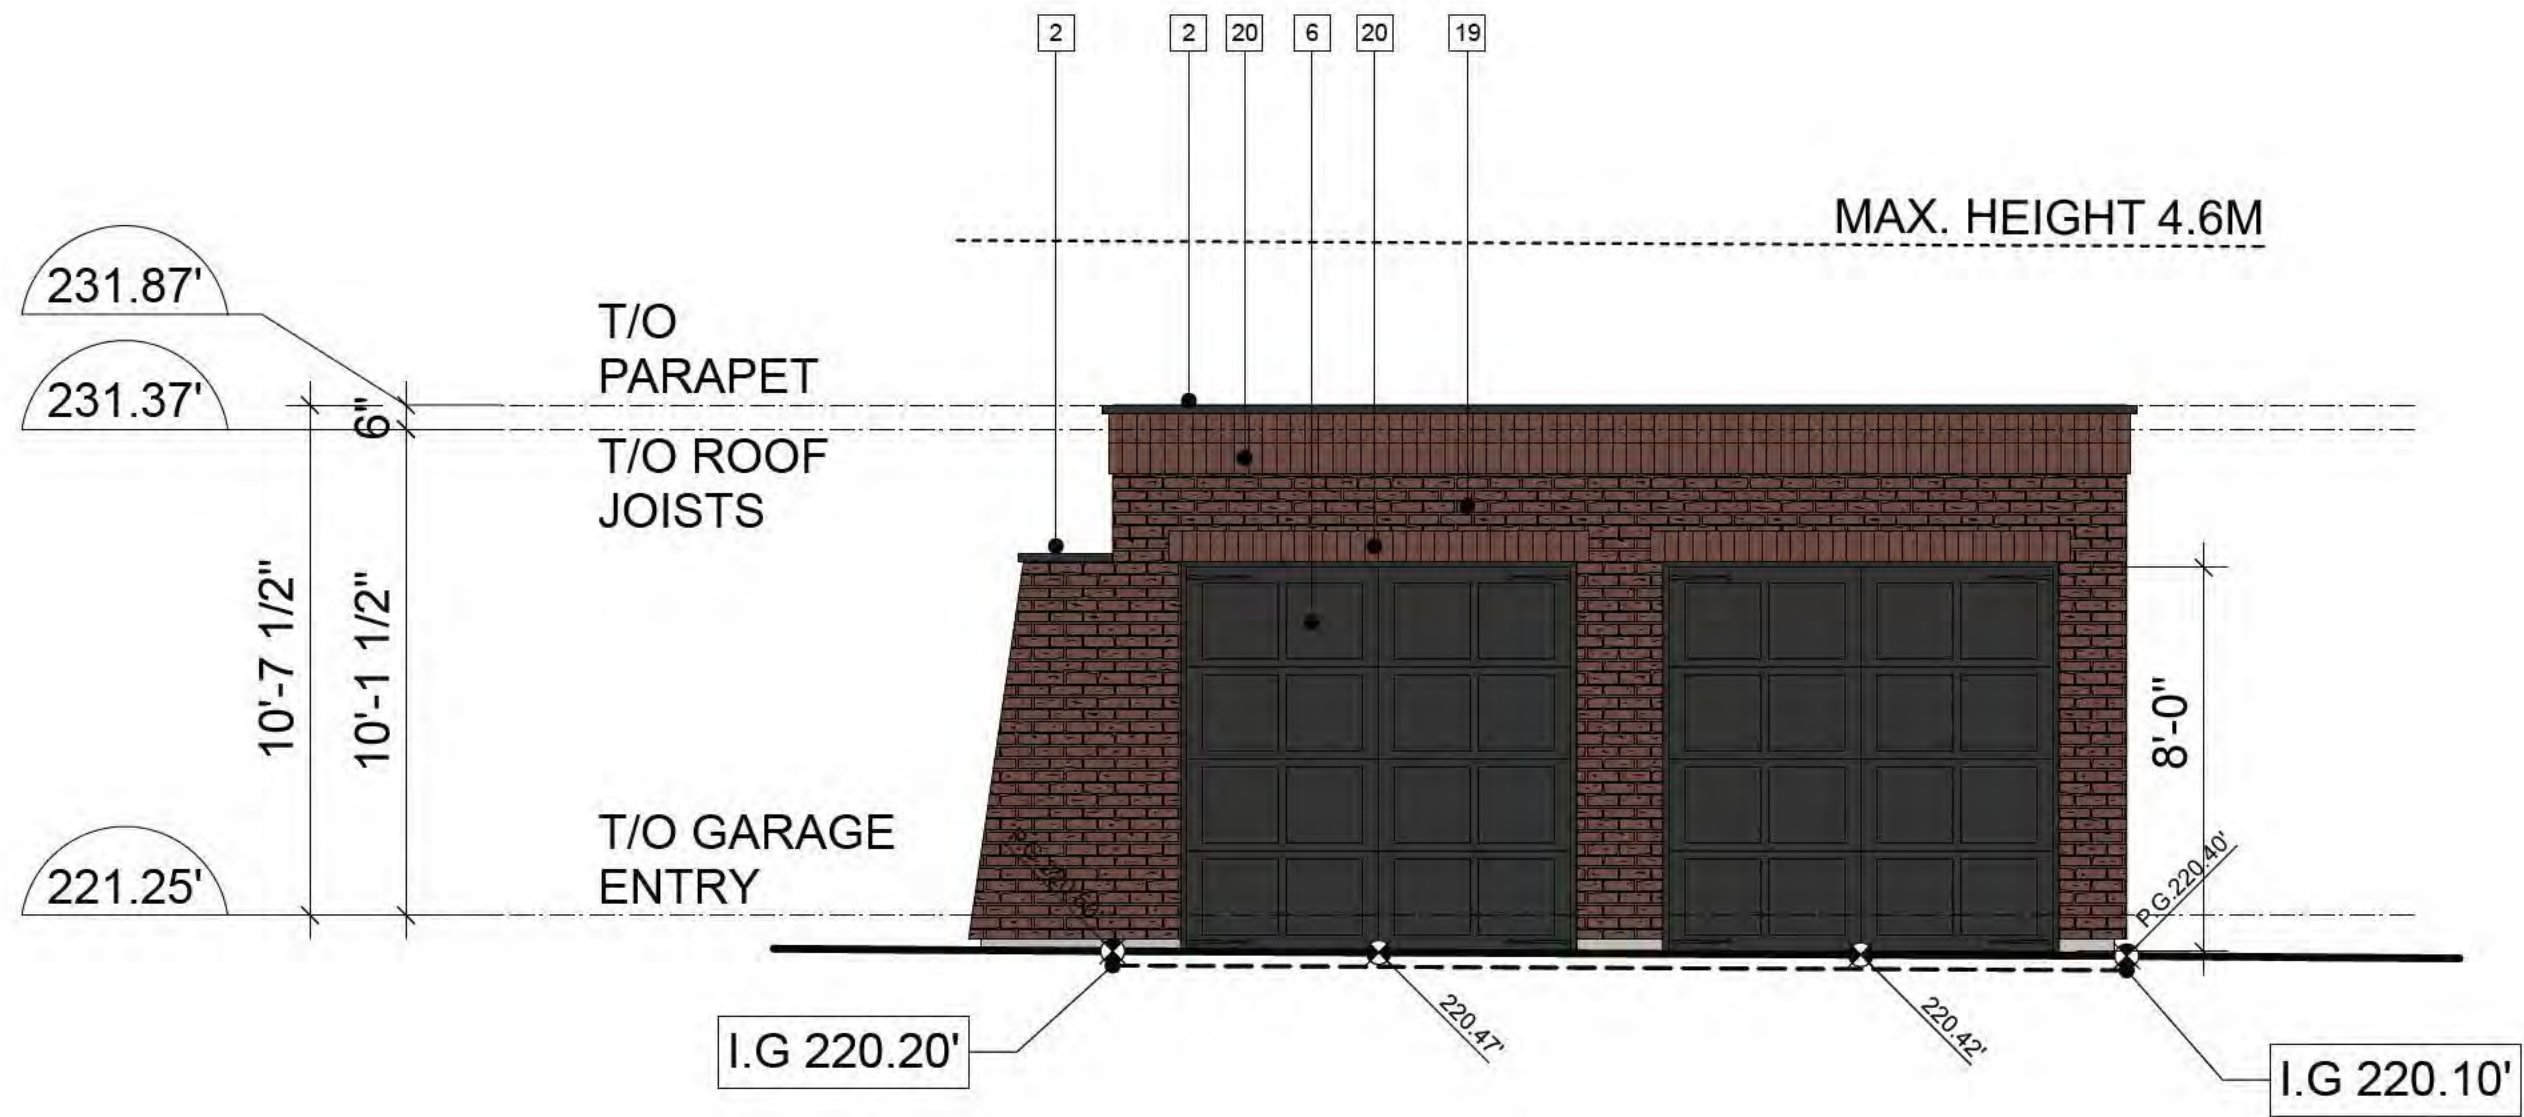 2
2
20
6
20
19
MAX. HEIGHT 4.6M
231.87'
T/O
PARAPET
231.37'
6"
T/O ROOF
JOISTS
10'-7 1/2"
10'-1 1/2"
8'-0"
T/O GARAGE
ENTRY
221.25'
P.G.220.40'
220.47'
220.42'
I.G 220.20'
I.G 220.10'